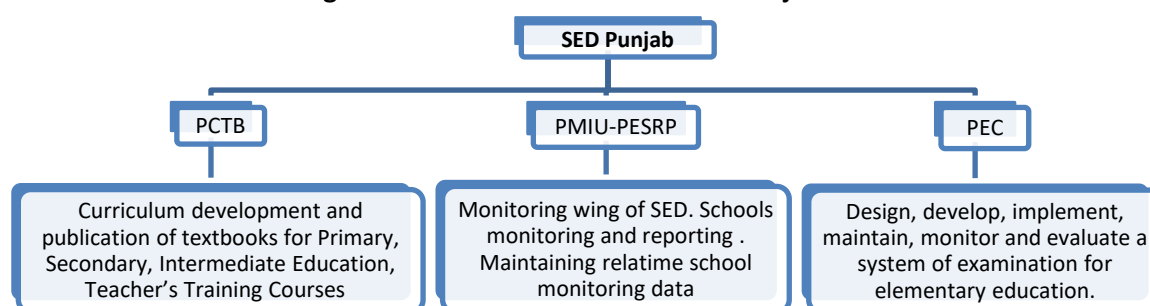 SED Punjab
PCTB
PMIU-PESRP
PEC
Curriculum development and
publication of textbooks for Primary,
Secondary, Intermediate Education,
Teacher's Training Courses
Monitoring wing of SED. Schools
monitoring and reporting .
Maintaining relatime school
monitoring data
Design, develop, implement,
maintain, monitor and evaluate a
system of examination for
elementary education.